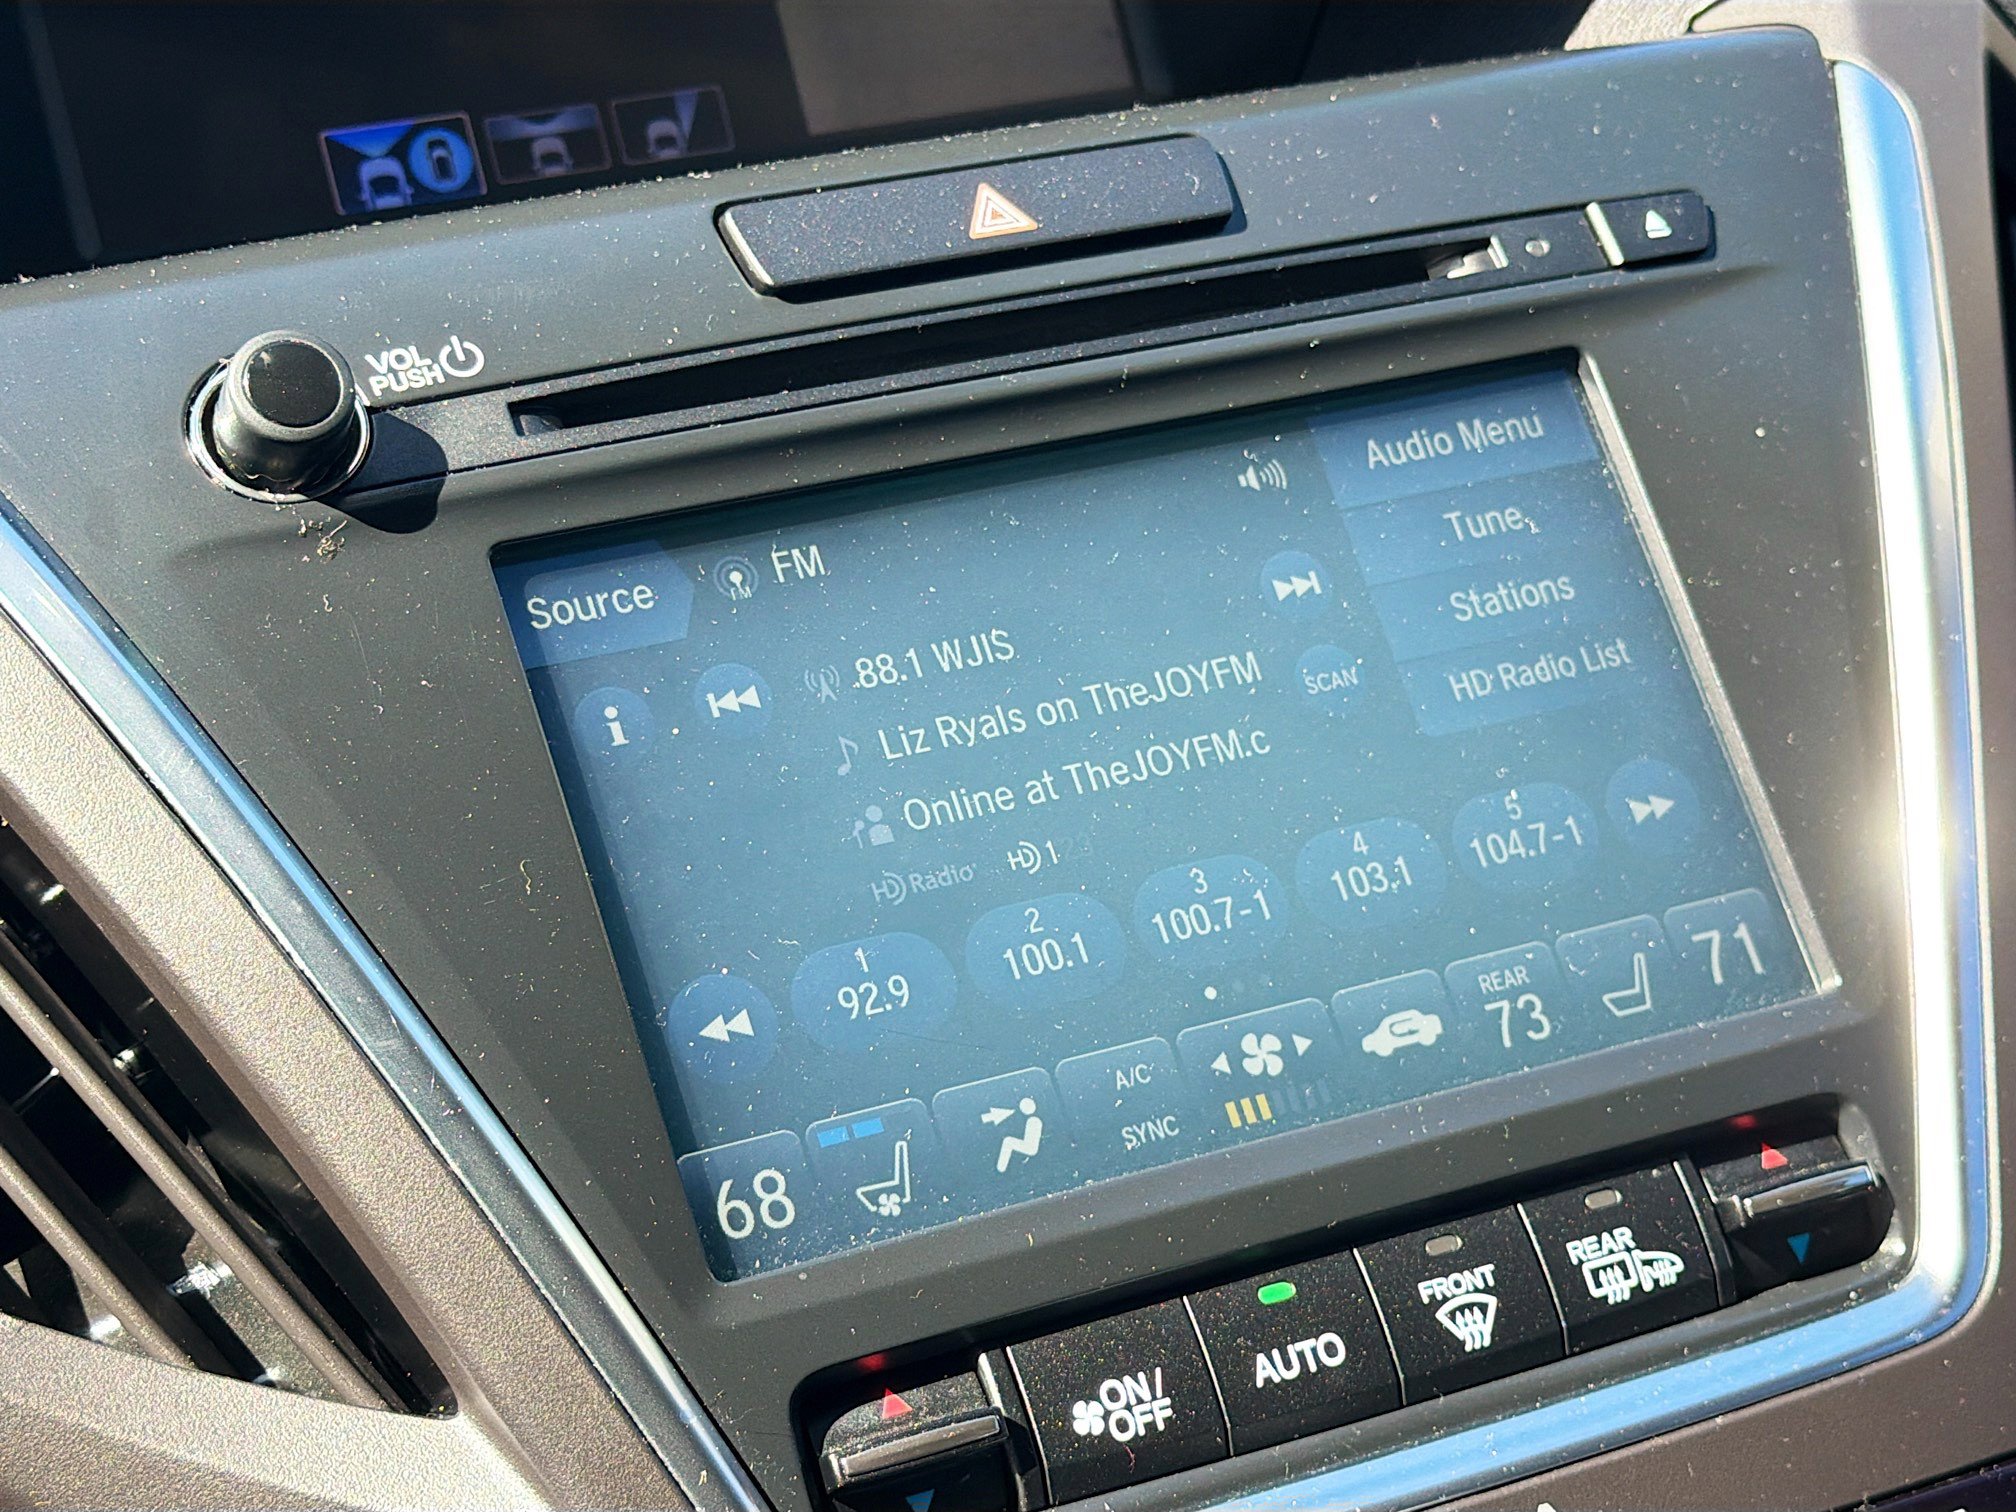 VOL
PUSH
Audio Menu
Source
FM
Tune
88.1 WJIS
Stations
Liz Ryals on TheJOYFM
SCAN
HD Radio List
Online at TheJOYFM.c
HD Radio HD 1
1
92.9
2
100.1
3
100.7-1
4
103.1
5
104.7-1
68
A/C
SYNC
REAR
73
71
ON/
OFF
AUTO
FRONT
REAR